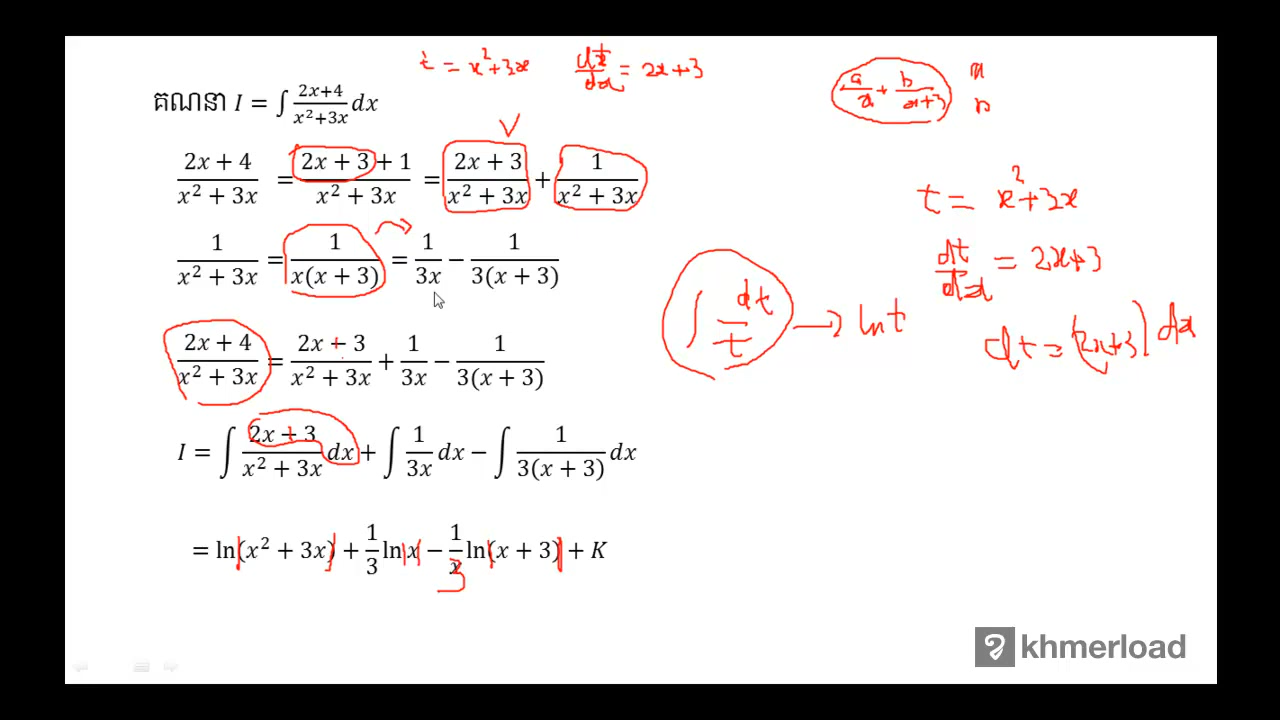 t = x²+3x   dt/dx = 2x+3
a/x + b/(x+3)   a
b
គណនា I = ∫ (2x+4)/(x²+3x) dx
(2x + 4)/(x² + 3x) = (2x + 3 + 1)/(x² + 3x) = (2x + 3)/(x² + 3x) + 1/(x² + 3x)
t = x²+3x
1/(x² + 3x) = 1/(x(x + 3)) = 1/(3x) − 1/(3(x + 3))
dt/dx = 2x+3
∫ dt/t → ln t
dt = (2x+3) dx
(2x + 4)/(x² + 3x) = (2x + 3)/(x² + 3x) + 1/(3x) − 1/(3(x + 3))
I = ∫ (2x + 3)/(x² + 3x) dx + ∫ 1/(3x) dx − ∫ 1/(3(x + 3)) dx
= ln|(x² + 3x)| + 1/3 ln|x| − 1/x ln|(x + 3)| + K
3
khmerload